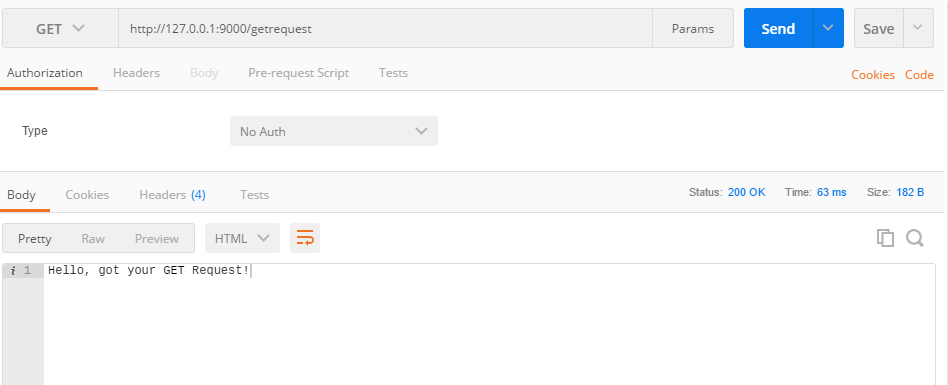 GET http://127.0.0.1:9000/getrequest Params Send Save
Authorization Headers Body Pre-request Script Tests Cookies Code
Type No Auth
Body Cookies Headers (4) Tests Status: 200 OK Time: 63 ms Size: 182 B
Pretty Raw Preview HTML
i 1 Hello, got your GET Request!